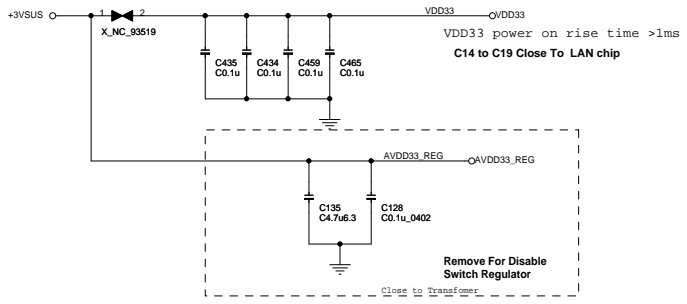 +3VSUS
1 2
X_NC_93519
VDD33
VDD33
VDD33 power on rise time >1ms
C14 to C19 Close To LAN chip
C435
C0.1u
C434
C0.1u
C459
C0.1u
C465
C0.1u
AVDD33_REG
AVDD33_REG
C135
C4.7u6.3
C128
C0.1u_0402
Remove For Disable
Switch Regulator
Close to Transfomer